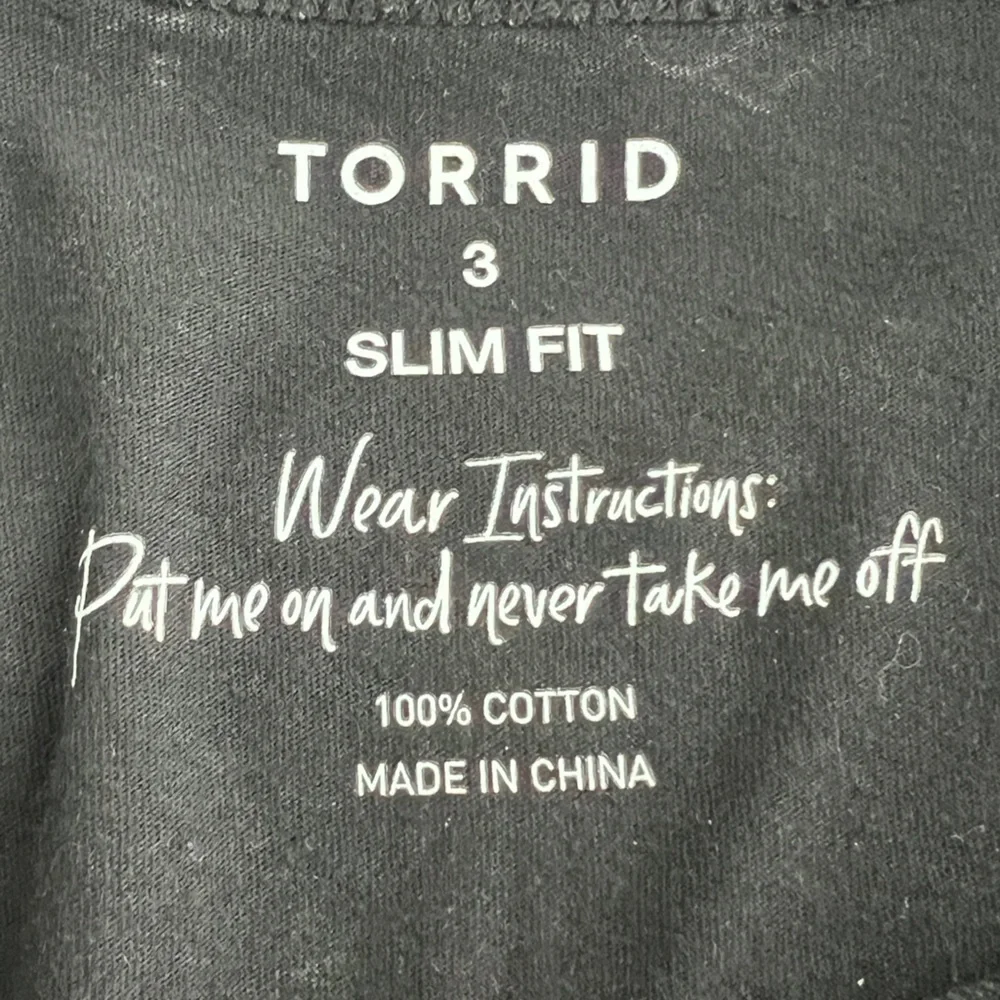 TORRID
3
SLIM FIT
Wear Instructions:
Put me on and never take me off
100% COTTON
MADE IN CHINA